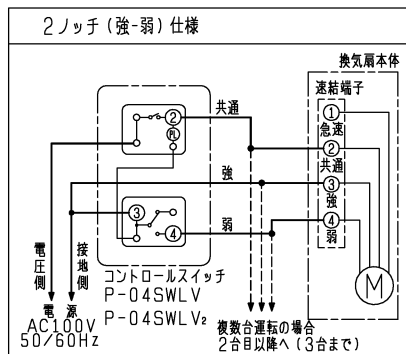 2ノッチ(強-弱)仕様
換気扇本体
速結端子
①
急速
②
共通
③
強
④
弱
M
共通
強
弱
②
PL
③
④
電圧側
接地側
電源
AC100V
50/60Hz
コントロールスイッチ
P-04SWLV
P-04SWLV₂
複数台運転の場合
2台目以降へ(3台まで)